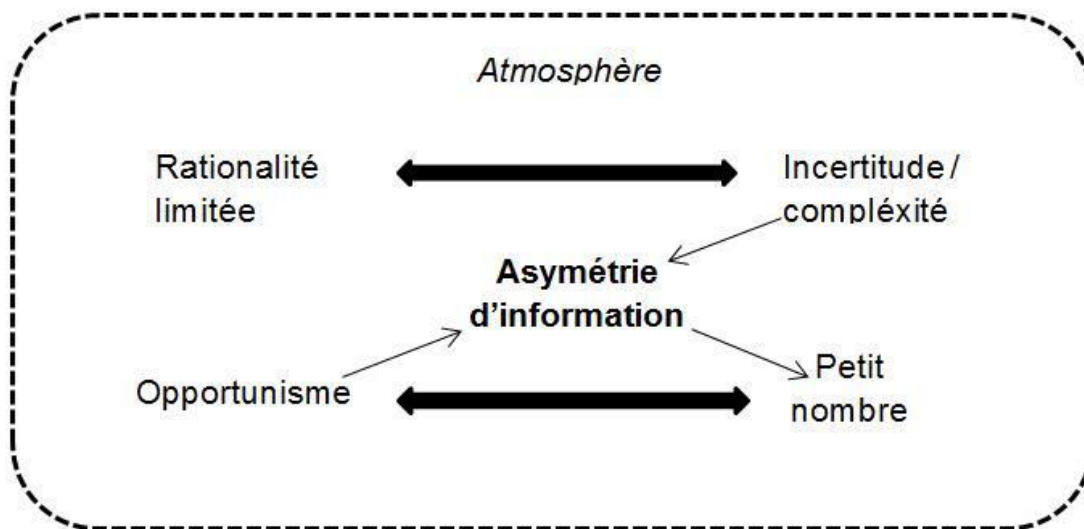 Atmosphère
Rationalité
limitée
Incertitude/
compléxité
Asymétrie
d'information
Opportunisme
Petit
nombre